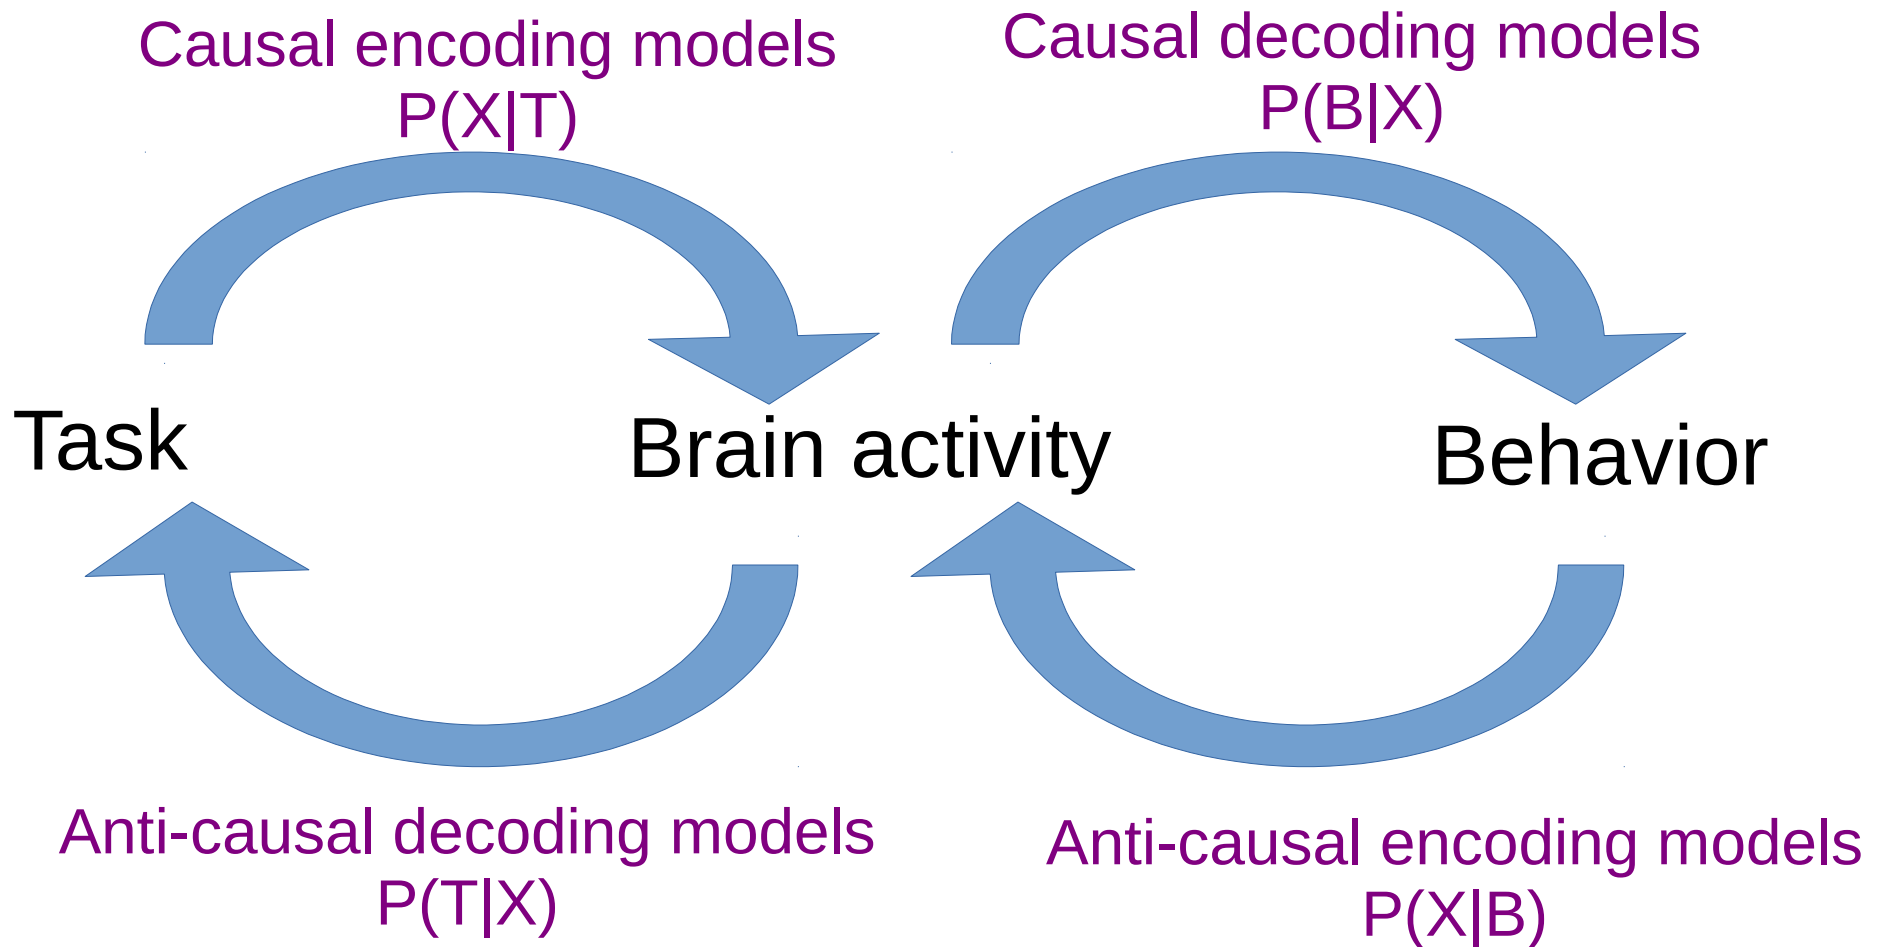 Causal encoding models
P(X|T)
Causal decoding models
P(B|X)
Task
Brain activity
Behavior
Anti-causal decoding models
P(T|X)
Anti-causal encoding models
P(X|B)